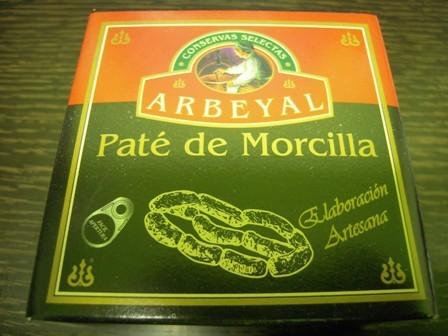 CONSERVAS SELECTAS
ARBEYAL
Paté de Morcilla
Elaboración
Artesana